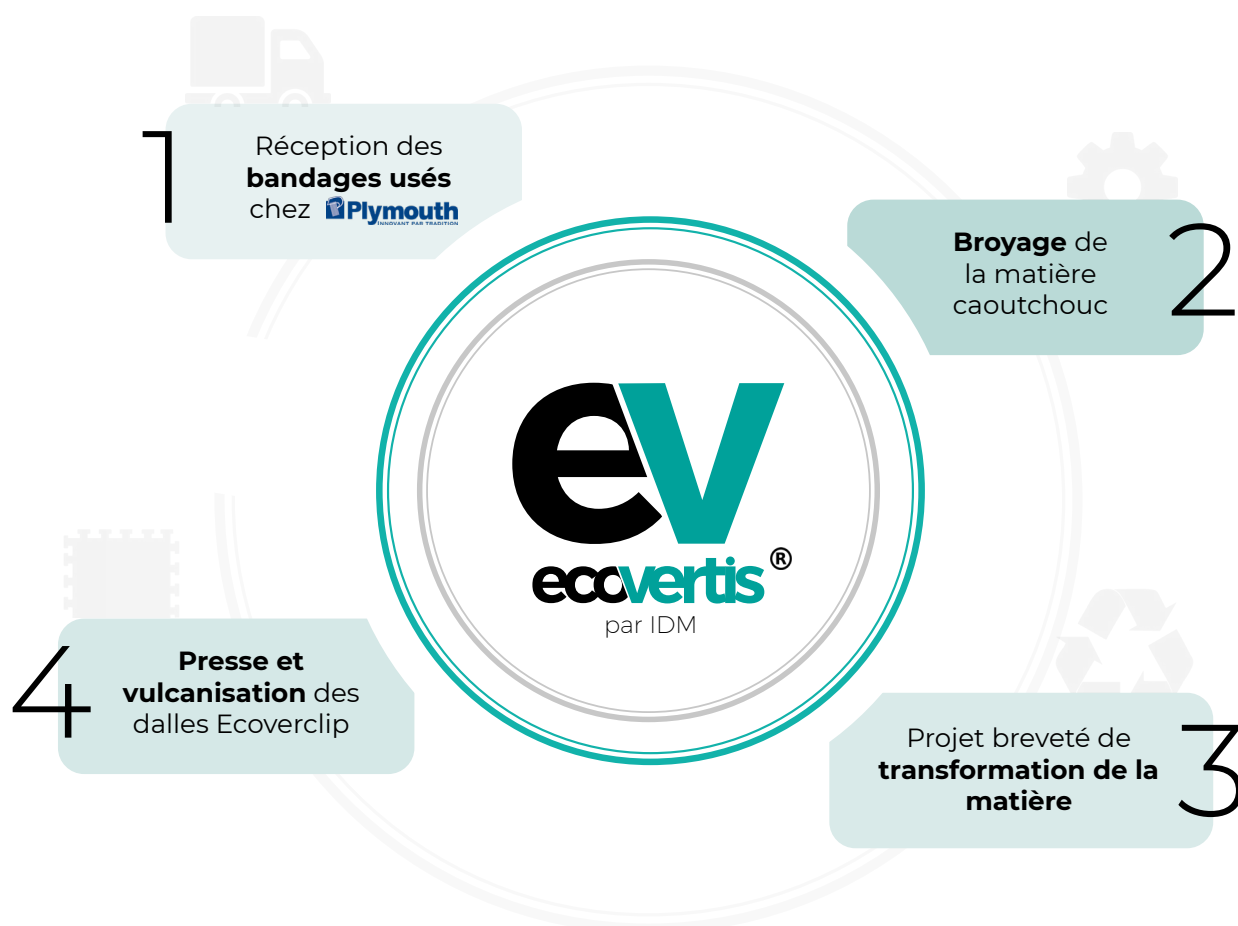 1
Réception des
bandages usés
chez Plymouth
INNOVANT PAR TRADITION
2
Broyage de
la matière
caoutchouc
ev
ecovertis®
par IDM
3
Projet breveté de
transformation de la
matière
4
Presse et
vulcanisation des
dalles Ecoverclip